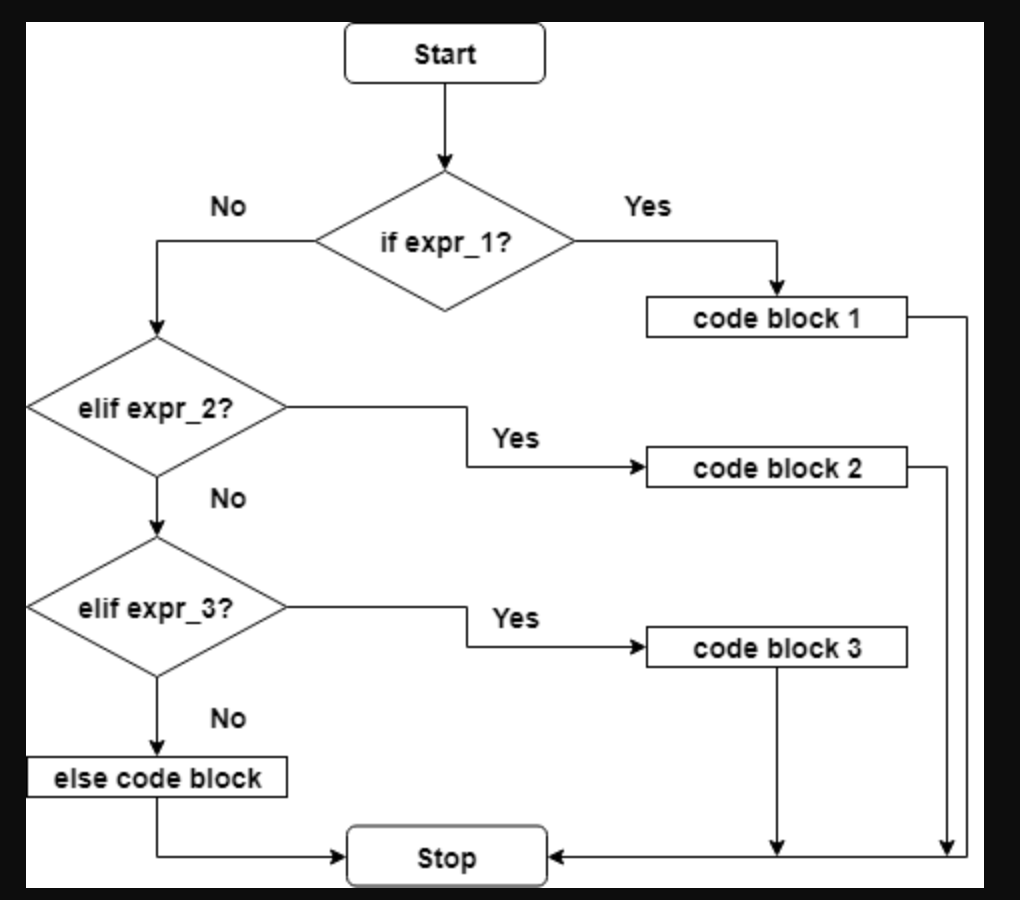 Start
No
Yes
if expr_1?
code block 1
elif expr_2?
Yes
code block 2
No
elif expr_3?
Yes
code block 3
No
else code block
Stop